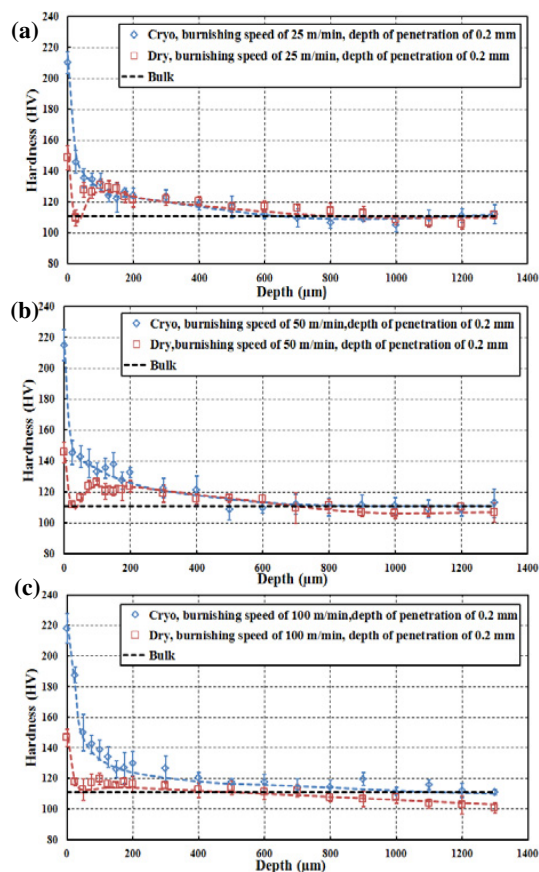 (a)
Hardness (HV)
240
220
200
180
160
140
120
100
80
Cryo, burnishing speed of 25 m/min, depth of penetration of 0.2 mm
Dry, burnishing speed of 25 m/min, depth of penetration of 0.2 mm
Bulk
0 200 400 600 800 1000 1200 1400
Depth (µm)
(b)
Hardness (HV)
240
220
200
180
160
140
120
100
80
Cryo, burnishing speed of 50 m/min,depth of penetration of 0.2 mm
Dry,burnishing speed of 50 m/min, depth of penetration of 0.2 mm
Bulk
0 200 400 600 800 1000 1200 1400
Depth (µm)
(c)
Hardness (HV)
240
220
200
180
160
140
120
100
80
Cryo, burnishing speed of 100 m/min,depth of penetration of 0.2 mm
Dry, burnishing speed of 100 m/min, depth of penetration of 0.2 mm
Bulk
0 200 400 600 800 1000 1200 1400
Depth (µm)